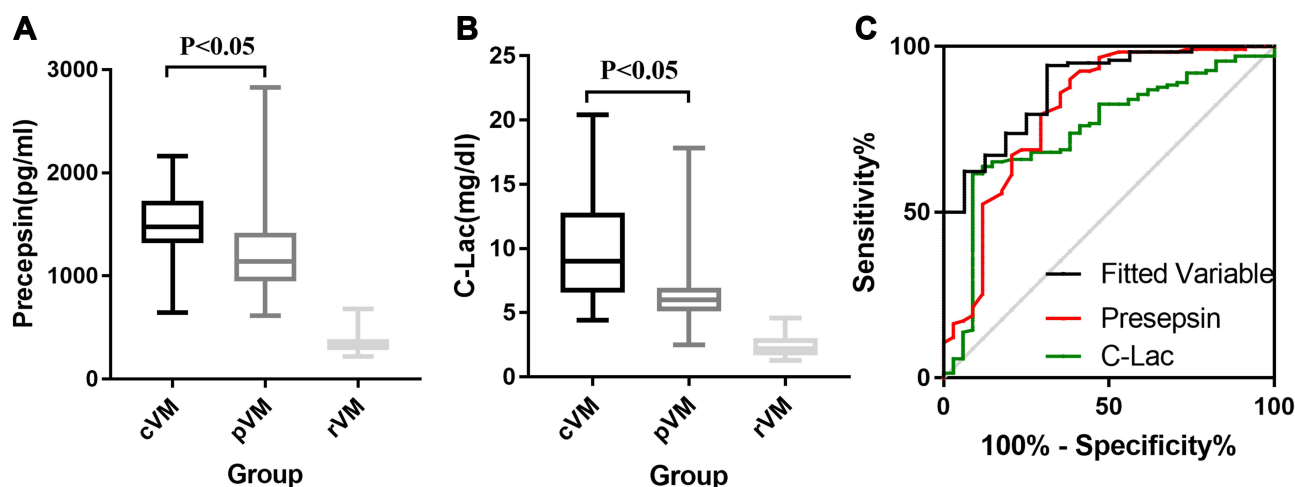 A
P<0.05
Precepsin(pg/ml)
3000
2000
1000
0
cVM
pVM
rVM
Group
B
P<0.05
C-Lac(mg/dl)
25
20
15
10
5
0
cVM
pVM
rVM
Group
C
Sensitivity%
100
50
0
Fitted Variable
Presepsin
C-Lac
0
50
100
100% - Specificity%